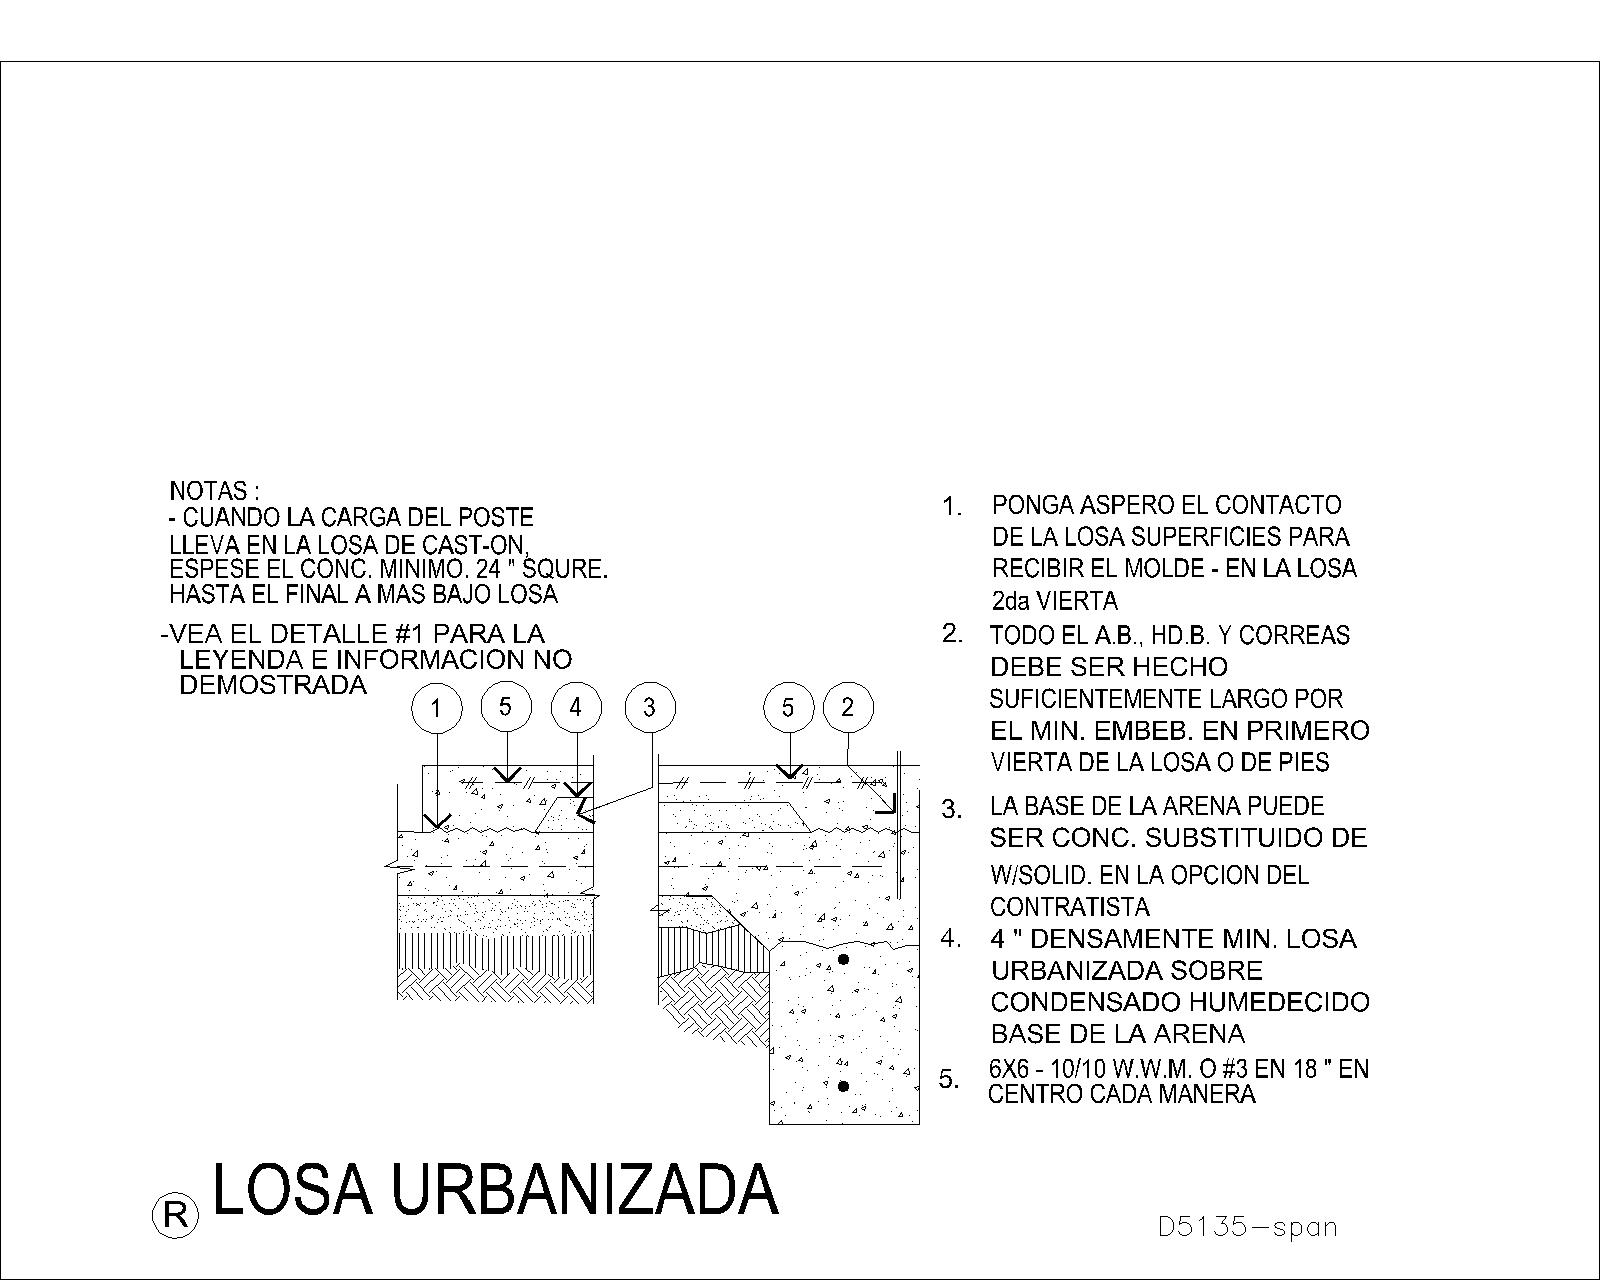 NOTAS :
- CUANDO LA CARGA DEL POSTE
LLEVA EN LA LOSA DE CAST-ON,
ESPESE EL CONC. MINIMO. 24 " SQURE.
HASTA EL FINAL A MAS BAJO LOSA
-VEA EL DETALLE #1 PARA LA
LEYENDA E INFORMACION NO
DEMOSTRADA
1 5 4 3 5 2
1. PONGA ASPERO EL CONTACTO
DE LA LOSA SUPERFICIES PARA
RECIBIR EL MOLDE - EN LA LOSA
2da VIERTA
2. TODO EL A.B., HD.B. Y CORREAS
DEBE SER HECHO
SUFICIENTEMENTE LARGO POR
EL MIN. EMBEB. EN PRIMERO
VIERTA DE LA LOSA O DE PIES
3. LA BASE DE LA ARENA PUEDE
SER CONC. SUBSTITUIDO DE
W/SOLID. EN LA OPCION DEL
CONTRATISTA
4. 4 " DENSAMENTE MIN. LOSA
URBANIZADA SOBRE
CONDENSADO HUMEDECIDO
BASE DE LA ARENA
5. 6X6 - 10/10 W.W.M. O #3 EN 18 " EN
CENTRO CADA MANERA
R LOSA URBANIZADA
D5135-span